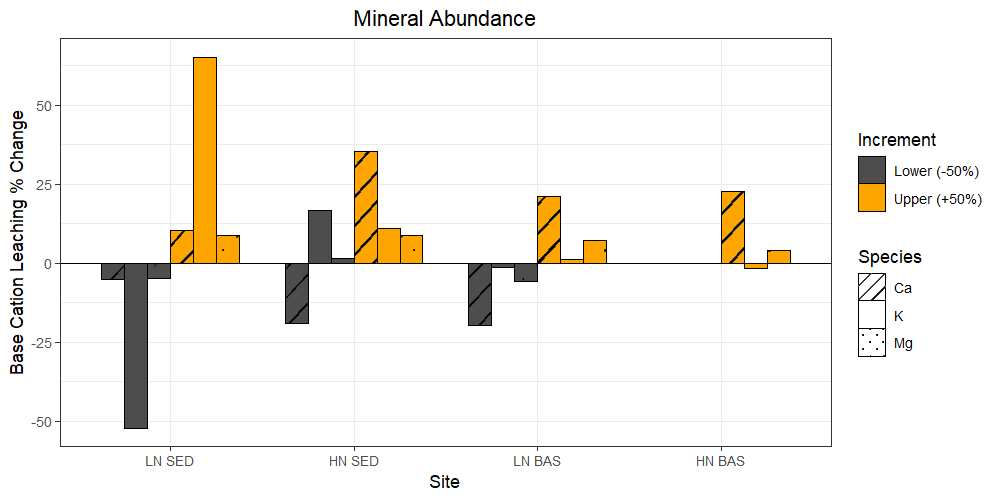 Mineral Abundance
Base Cation Leaching % Change
50
25
0
-25
-50
LN SED
HN SED
LN BAS
HN BAS
Site
Increment
Lower (-50%)
Upper (+50%)
Species
Ca
K
Mg